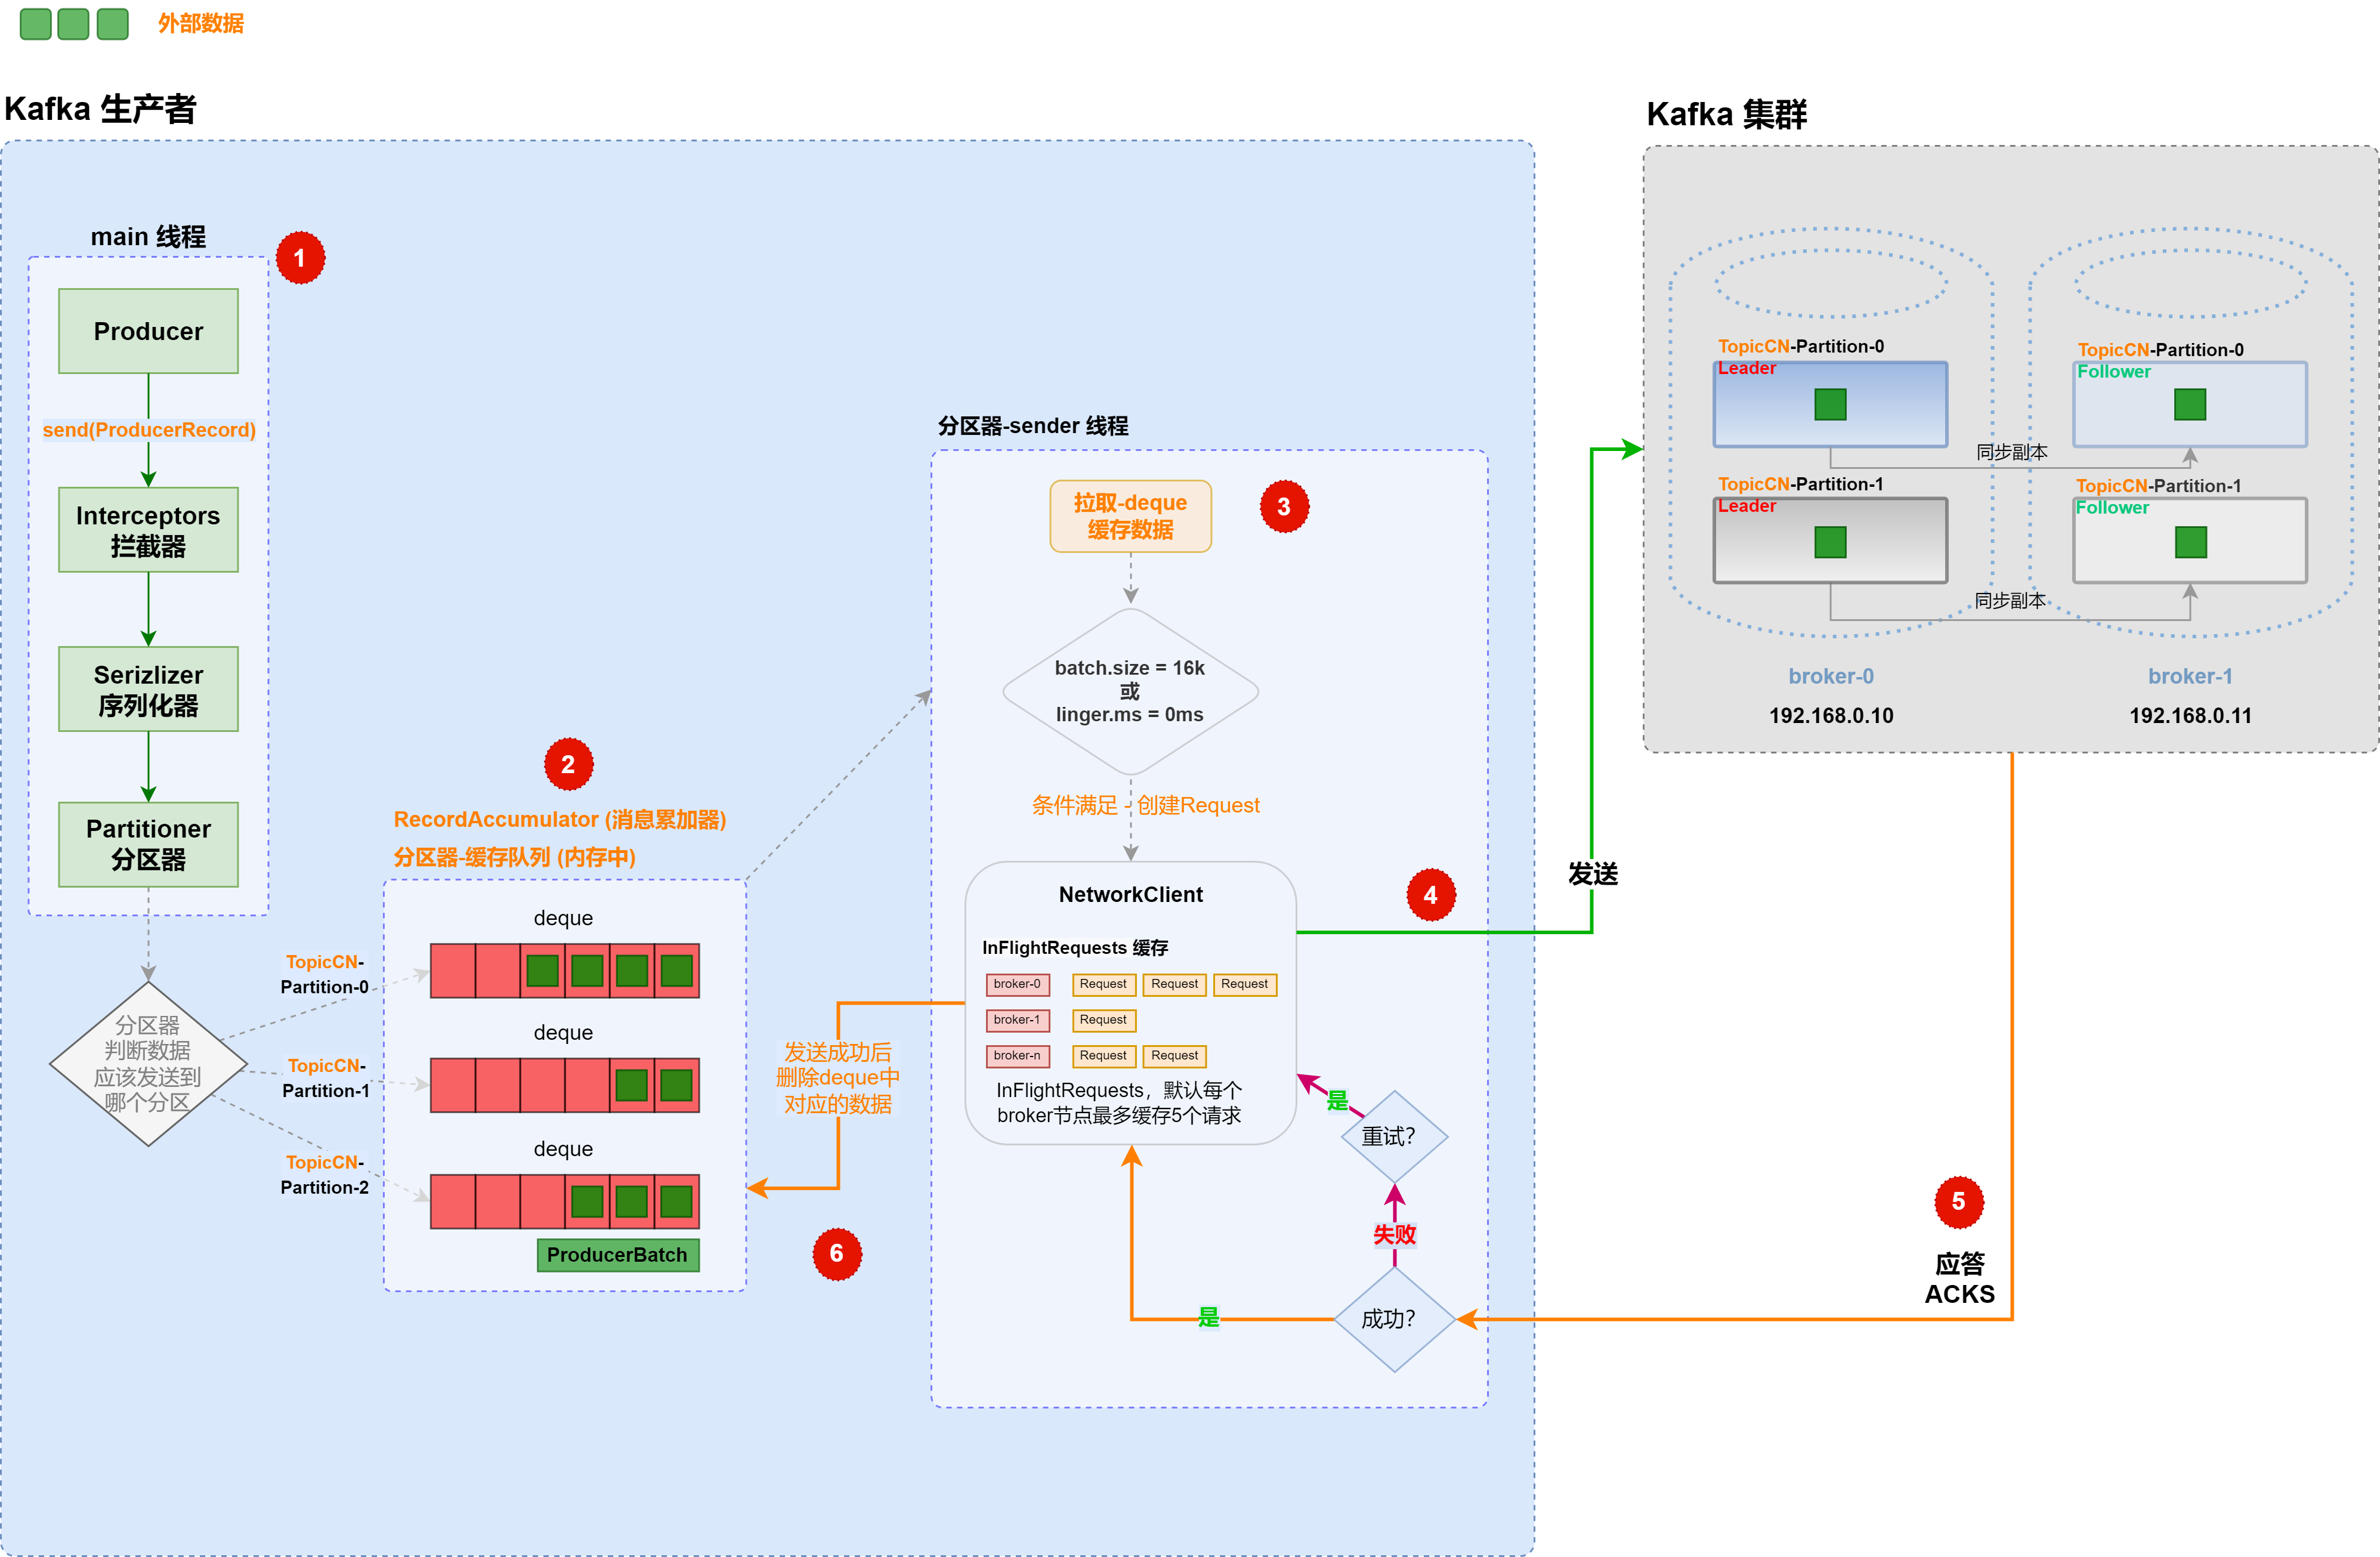 外部数据
Kafka 生产者
Kafka 集群
main 线程
1
Producer
send(ProducerRecord)
Interceptors
拦截器
Serizlizer
序列化器
Partitioner
分区器
分区器
判断数据
应该发送到
哪个分区
TopicCN-
Partition-0
TopicCN-
Partition-1
TopicCN-
Partition-2
2
RecordAccumulator (消息累加器)
分区器-缓存队列 (内存中)
deque
deque
deque
ProducerBatch
分区器-sender 线程
拉取-deque
缓存数据
3
batch.size = 16k
或
linger.ms = 0ms
条件满足 - 创建Request
NetworkClient
InFlightRequests 缓存
broker-0 Request Request Request
broker-1 Request
broker-n Request Request
InFlightRequests，默认每个
broker节点最多缓存5个请求
4
发送
发送成功后
删除deque中
对应的数据
6
是
重试？
失败
成功？
是
5
应答
ACKS
TopicCN-Partition-0
Leader
TopicCN-Partition-0
Follower
同步副本
TopicCN-Partition-1
Leader
TopicCN-Partition-1
Follower
同步副本
broker-0
192.168.0.10
broker-1
192.168.0.11